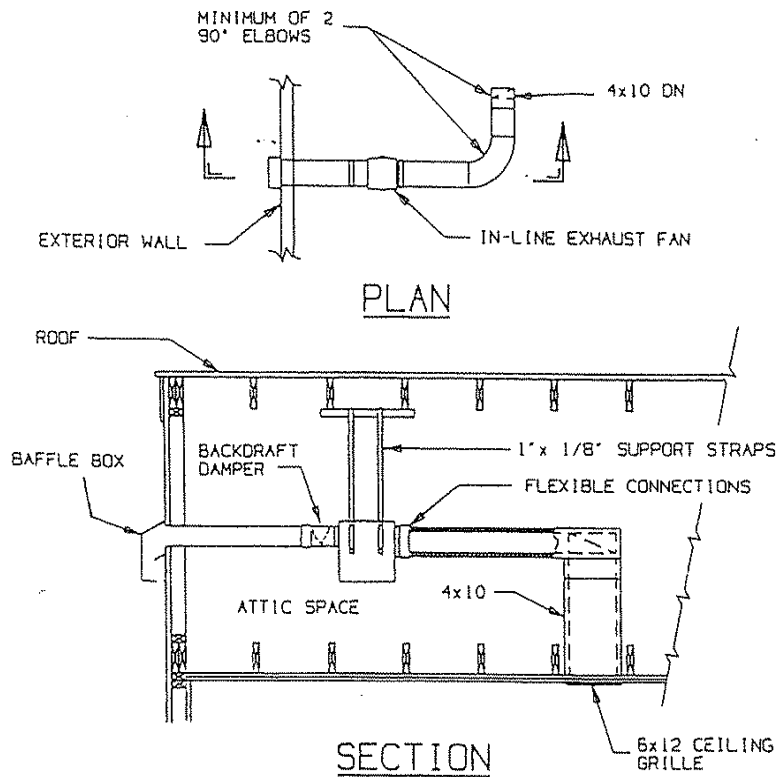 MINIMUM OF 2
90° ELBOWS
4x10 DN
EXTERIOR WALL
IN-LINE EXHAUST FAN
PLAN
ROOF
BAFFLE BOX
BACKDRAFT
DAMPER
1"x 1/8" SUPPORT STRAPS
FLEXIBLE CONNECTIONS
ATTIC SPACE
4x10
6x12 CEILING
GRILLE
SECTION